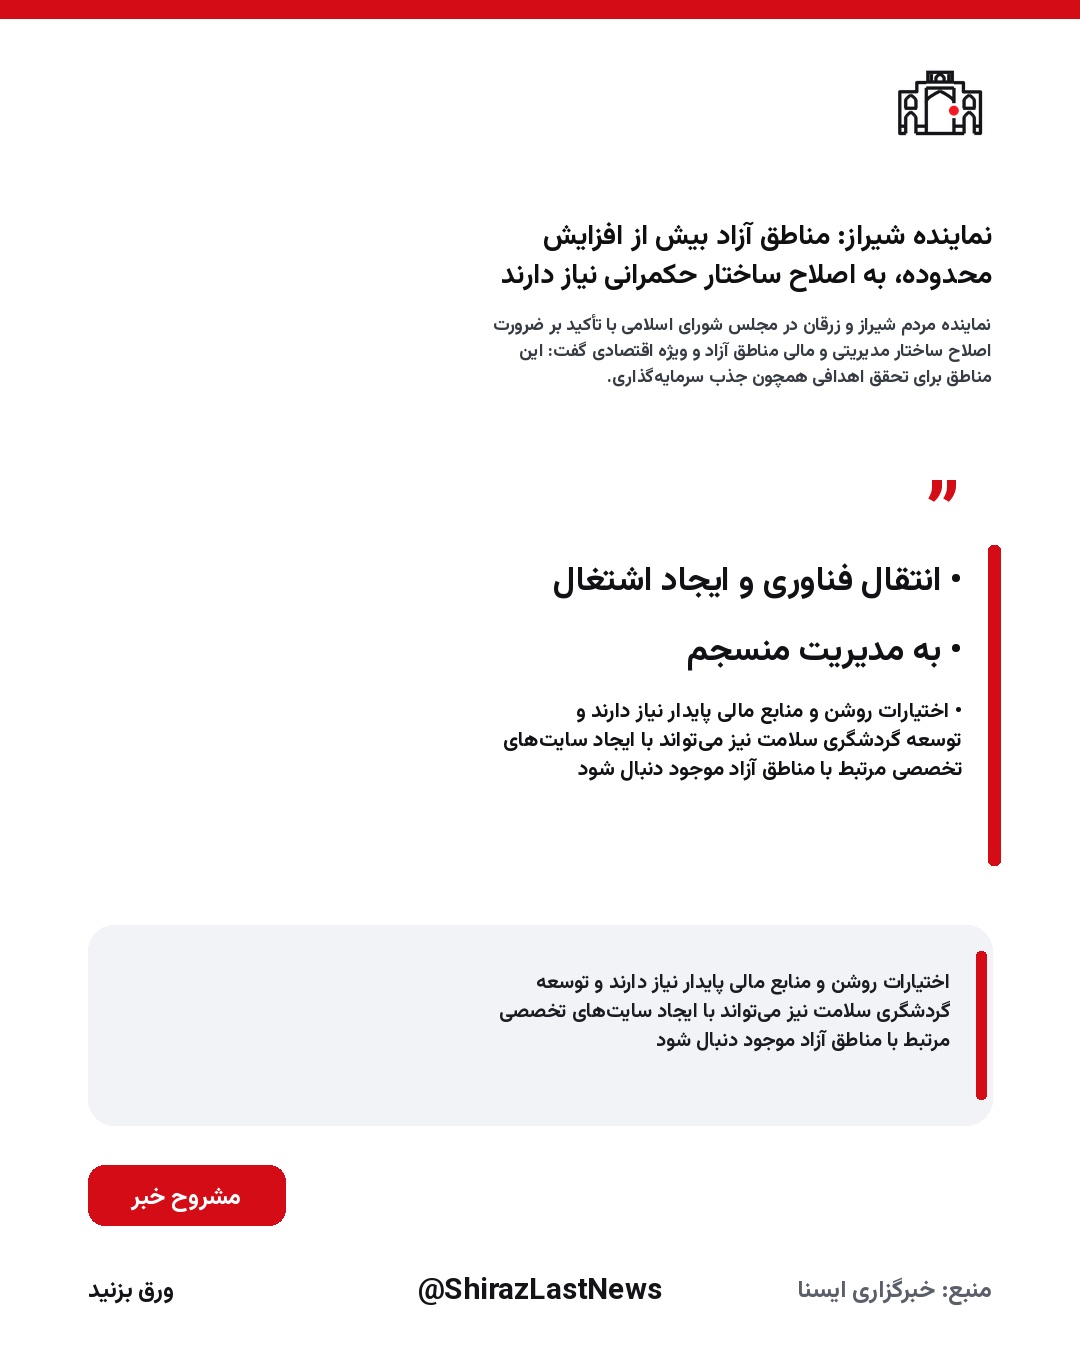 نماینده شیراز: مناطق آزاد بیش از افزایش
محدوده، به اصلاح ساختار حکمرانی نیاز دارند
نماینده مردم شیراز و زرقان در مجلس شورای اسلامی با تأکید بر ضرورت
اصلاح ساختار مدیریتی و مالی مناطق آزاد و ویژه اقتصادی گفت: این
مناطق برای تحقق اهدافی همچون جذب سرمایه‌گذاری.
”
• انتقال فناوری و ایجاد اشتغال
• به مدیریت منسجم
• اختیارات روشن و منابع مالی پایدار نیاز دارند و
توسعه گردشگری سلامت نیز می‌تواند با ایجاد سایت‌های
تخصصی مرتبط با مناطق آزاد موجود دنبال شود
اختیارات روشن و منابع مالی پایدار نیاز دارند و توسعه
گردشگری سلامت نیز می‌تواند با ایجاد سایت‌های تخصصی
مرتبط با مناطق آزاد موجود دنبال شود
مشروح خبر
منبع: خبرگزاری ایسنا
@ShirazLastNews
ورق بزنید